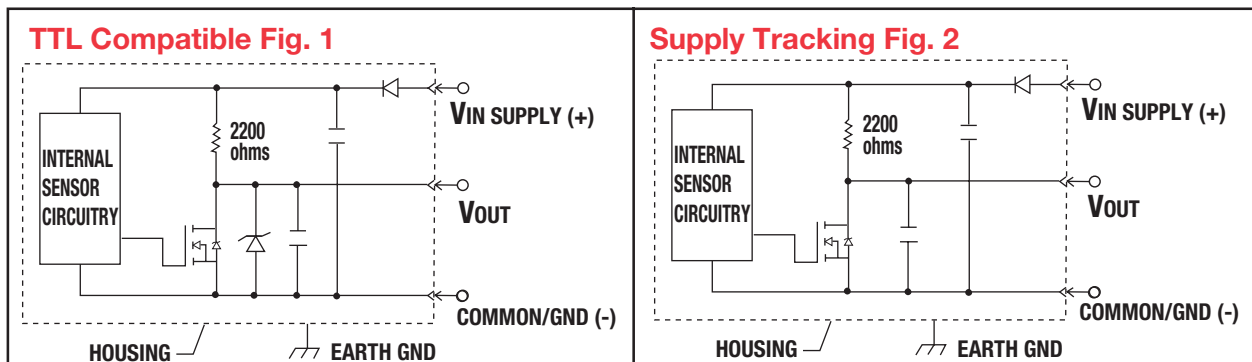 TTL Compatible Fig. 1
VIN SUPPLY (+)
2200
ohms
INTERNAL
SENSOR
CIRCUITRY
VOUT
COMMON/GND (-)
HOUSING
EARTH GND
Supply Tracking Fig. 2
VIN SUPPLY (+)
2200
ohms
INTERNAL
SENSOR
CIRCUITRY
VOUT
COMMON/GND (-)
HOUSING
EARTH GND